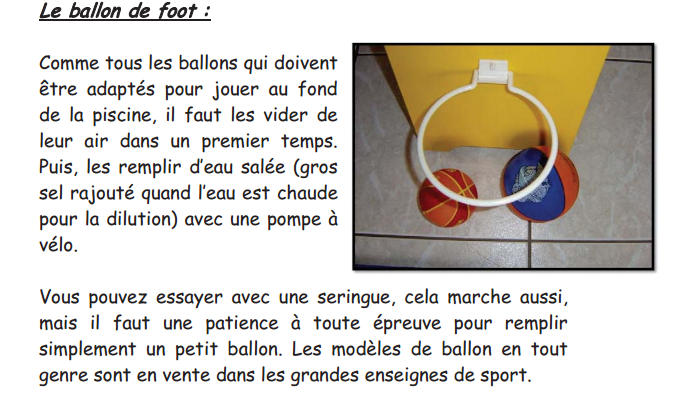 Le ballon de foot :
Comme tous les ballons qui doivent
être adaptés pour jouer au fond
de la piscine, il faut les vider de
leur air dans un premier temps.
Puis, les remplir d'eau salée (gros
sel rajouté quand l'eau est chaude
pour la dilution) avec une pompe à
vélo.
Vous pouvez essayer avec une seringue, cela marche aussi,
mais il faut une patience à toute épreuve pour remplir
simplement un petit ballon. Les modèles de ballon en tout
genre sont en vente dans les grandes enseignes de sport.